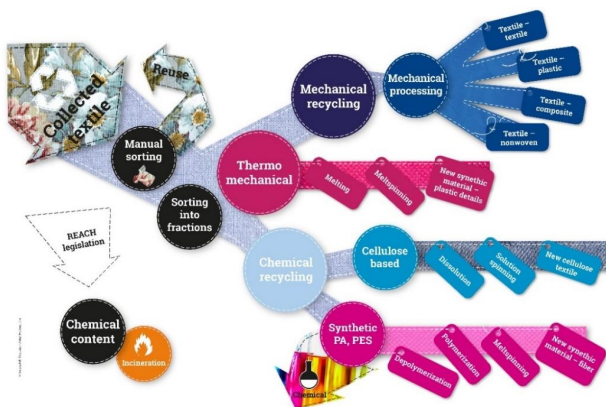 Collected
textile
Reuse
Manual
sorting
Sorting
into
fractions
REACH
legislation
Chemical
content
Incineration
Mechanical
recycling
Mechanical
processing
Textile –
textile
Textile –
plastic
Textile –
composite
Textile –
nonwoven
Thermo
mechanical
Melting
Meltspinning
New synethic
material –
plastic details
Chemical
recycling
Cellulose
based
Dissolution
Solution
spinning
New cellulose
textile
Synthetic
PA, PES
Chemical
Depolymerization
Polymerization
Meltspinning
New synethic
material – fiber